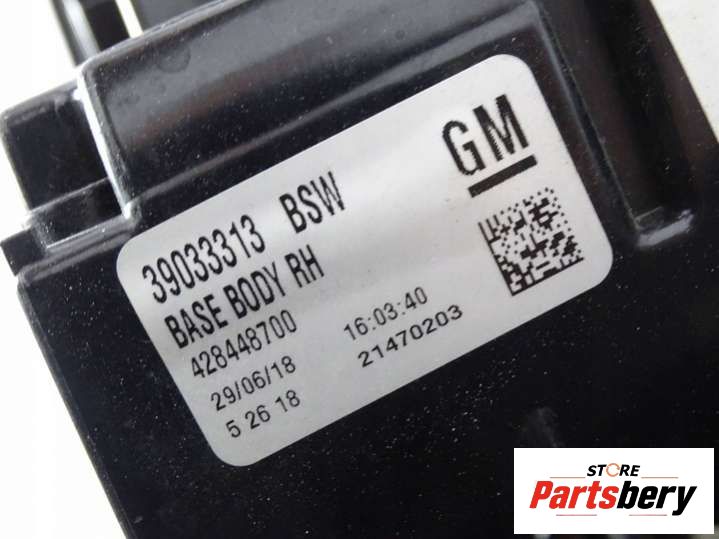 GM
39033313 BSW
BASE BODY RH
428448700
29/06/18 16:03:40
5 26 18 21470203
STORE
Partsbery